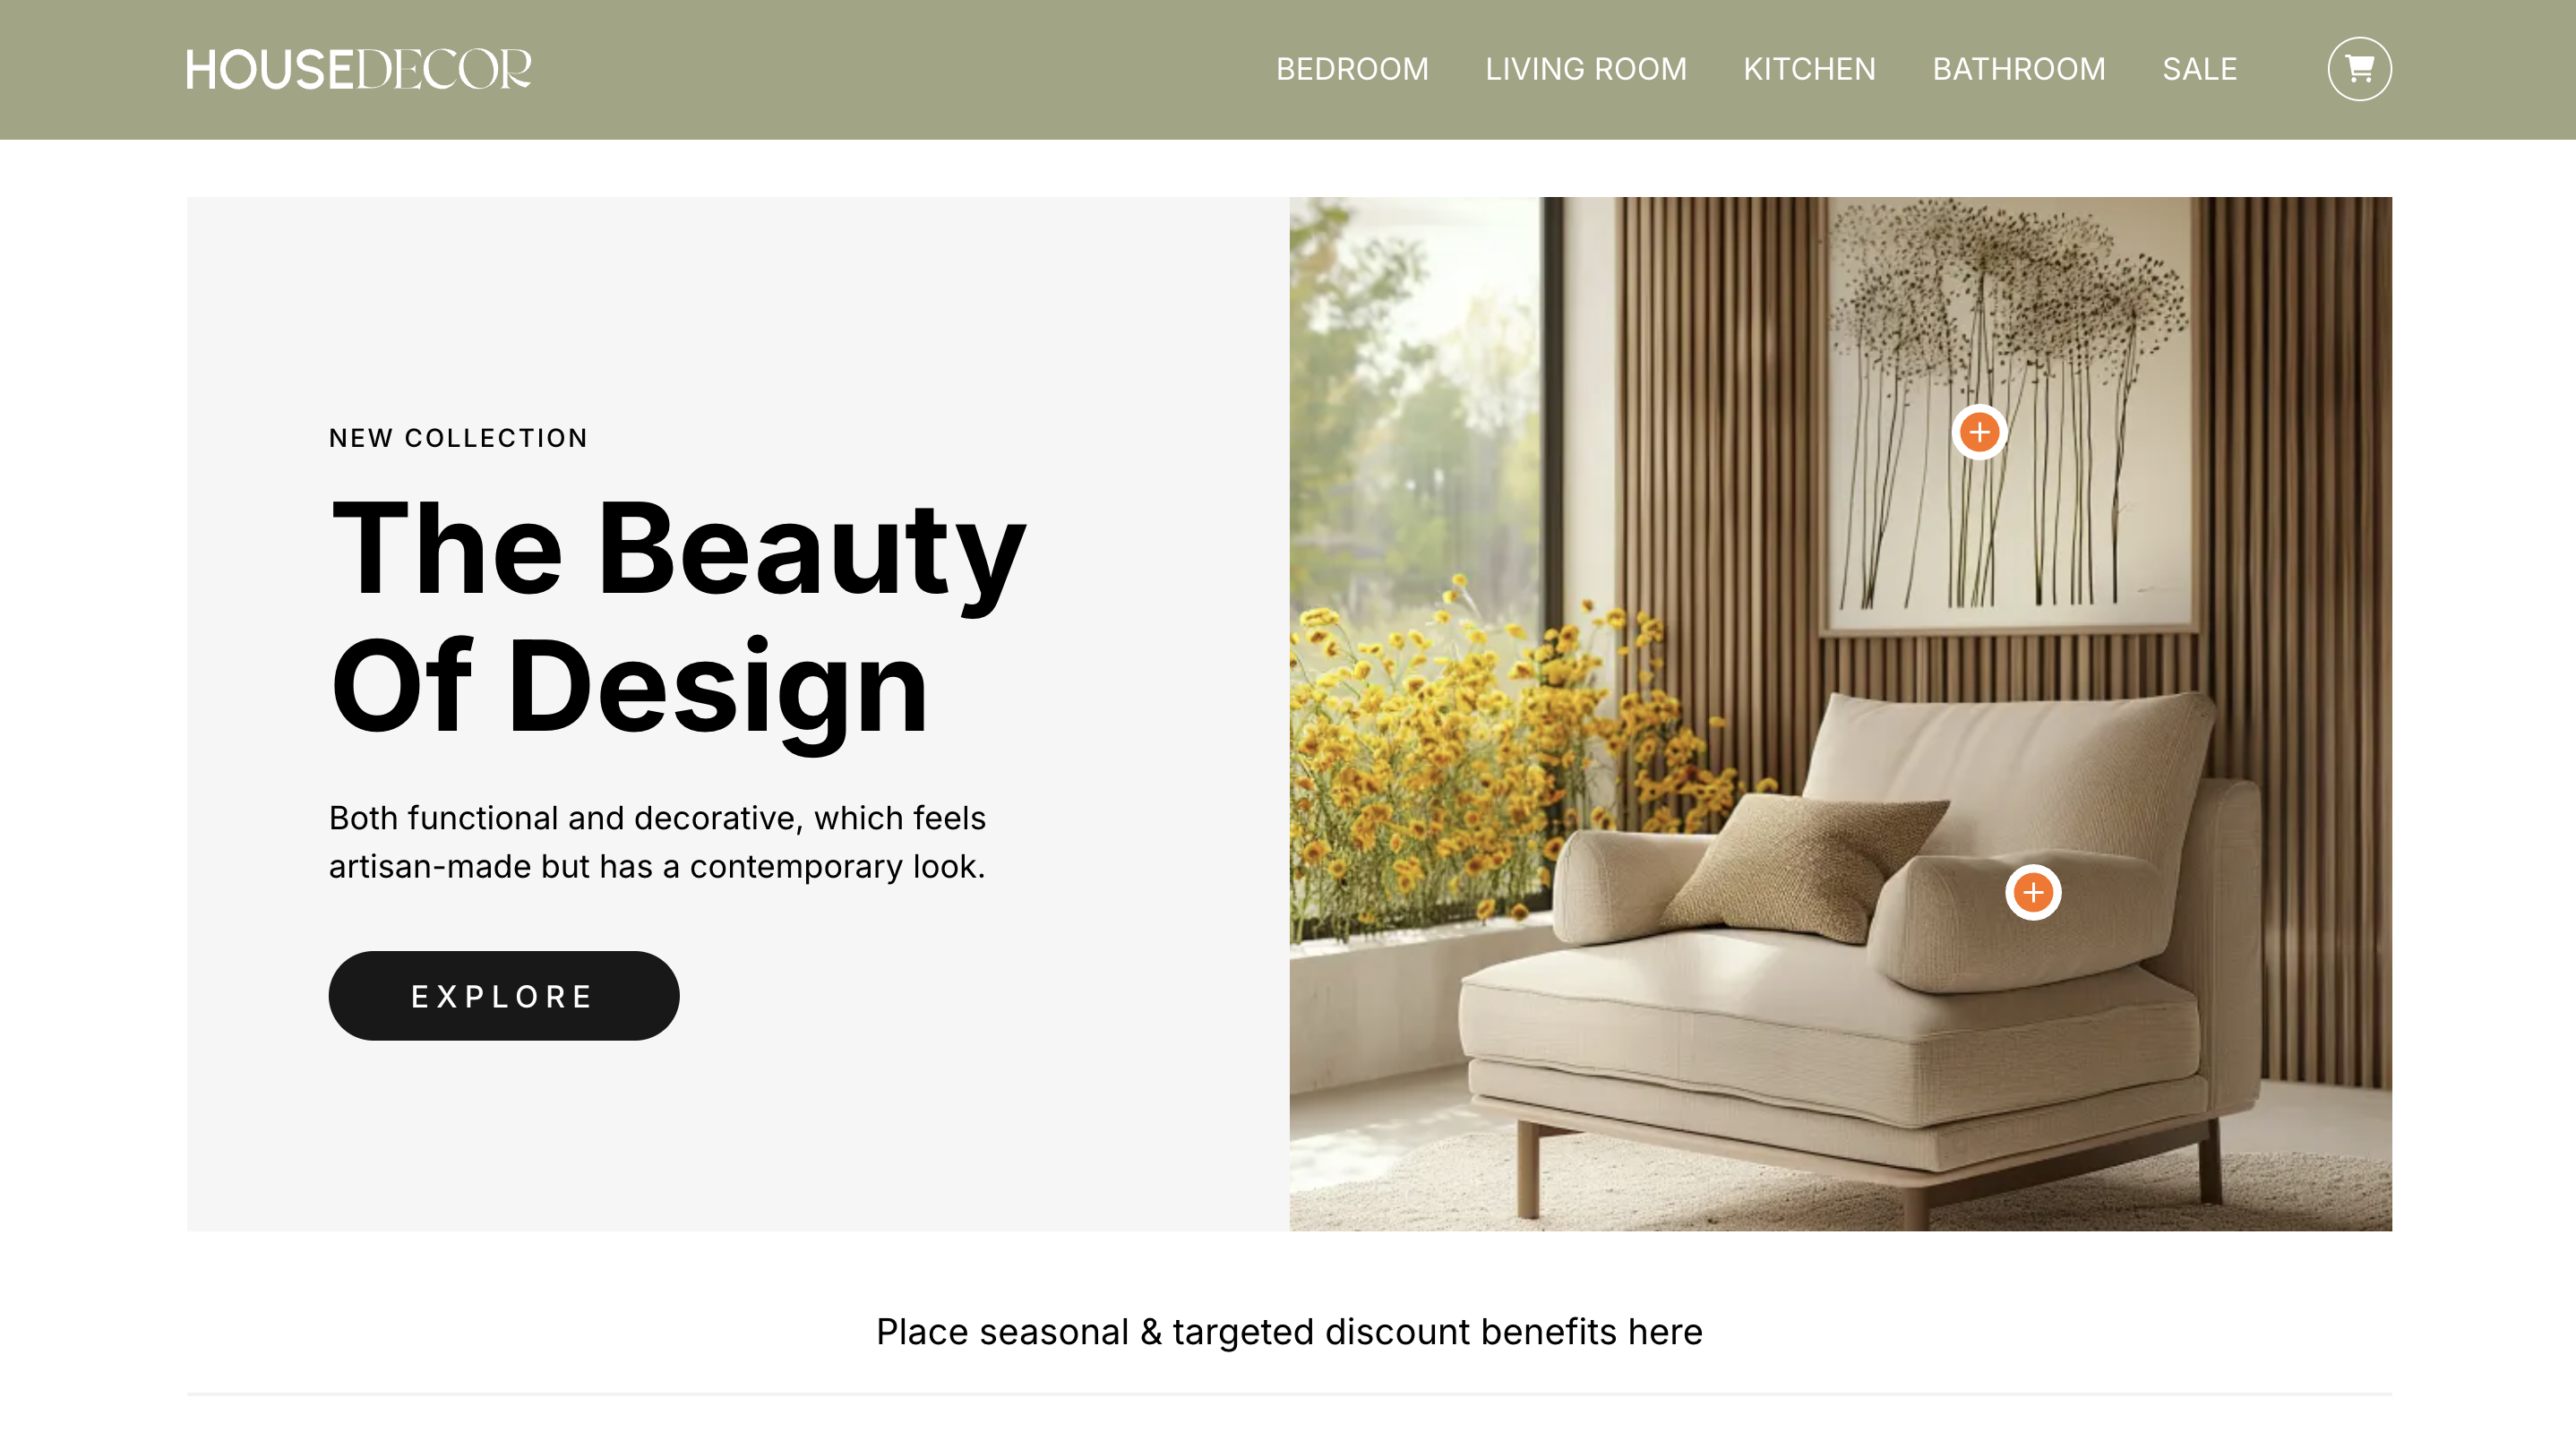 HOUSEDECOR
BEDROOM LIVING ROOM KITCHEN BATHROOM SALE
NEW COLLECTION
The Beauty
Of Design
Both functional and decorative, which feels
artisan-made but has a contemporary look.
EXPLORE
Place seasonal & targeted discount benefits here